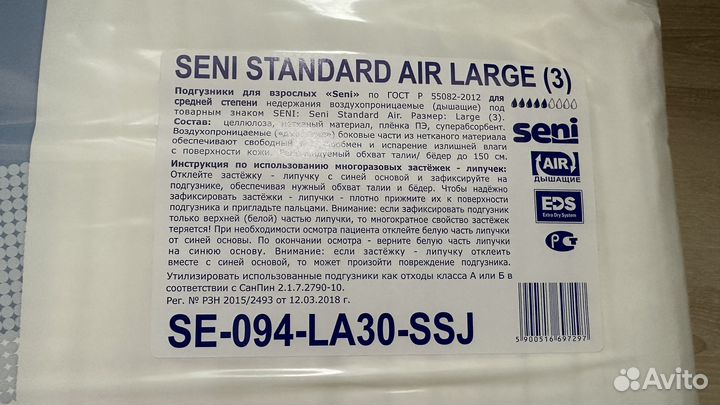 SENI STANDARD AIR LARGE (3)
Подгузники для взрослых «Seni» по ГОСТ Р 55082-2012 для
средней степени недержания воздухопроницаемые (дышащие) под
товарным знаком SENI: Seni Standard Air. Размер: Large (3).
Состав: целлюлоза, нетканый материал, плёнка ПЭ, суперабсорбент.
Воздухопроницаемые боковые части из нетканого материала
обеспечивают свободный и испарение излишней влаги
с поверхности кожи. обхват талии/ бёдер до 150 см.
Инструкция по использованию многоразовых застёжек - липучек:
Отклейте застёжку - липучку с синей основой и зафиксируйте на
подгузнике, обеспечивая нужный обхват талии и бёдер. Чтобы надёжно
зафиксировать застёжки - липучки - плотно прижмите их к поверхности
подгузника и пригладьте пальцами. Внимание: если зафиксировать подгузник
только верхней (белой) частью липучки, то многократное свойство застёжек
теряется! При необходимости осмотра пациента отклейте белую часть липучки
от синей основы. По окончании осмотра - верните белую часть липучки
на синюю основу. Внимание: если застёжку - липучку отклеить
вместе с синей основой, то может произойти повреждение подгузника.
Утилизировать использованные подгузники как отходы класса А или Б в
соответствии с СанПин 2.1.7.2790-10.
Рег. № РЗН 2015/2493 от 12.03.2018 г.
SE-094-LA30-SSJ
seni
AIR
ДЫШАЩИЕ
EDS
Extra Dry System
5 900516 697297
Avito